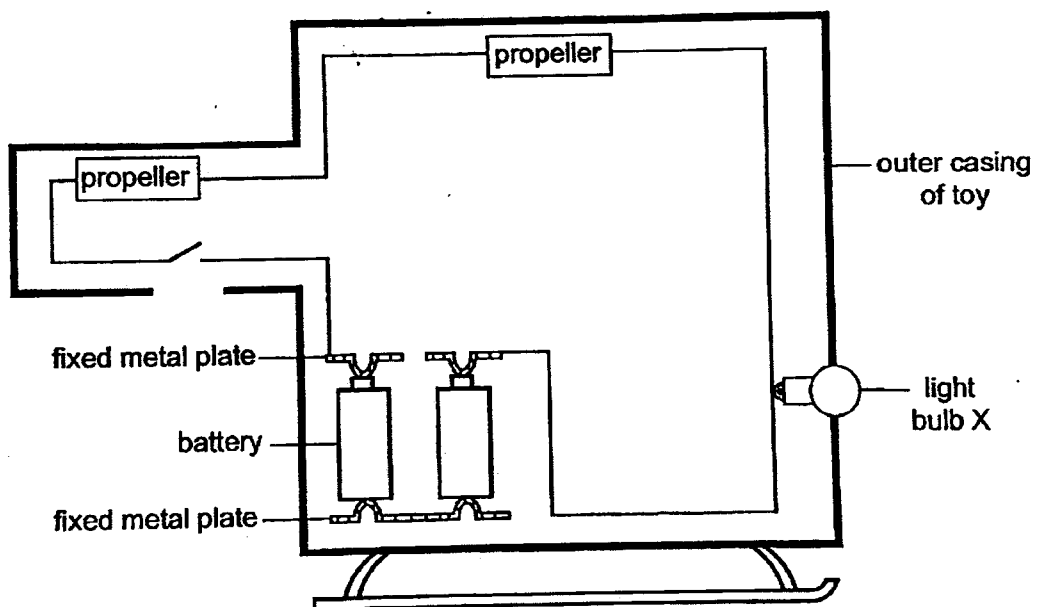 propeller
propeller
outer casing
of toy
fixed metal plate
light
bulb X
battery
fixed metal plate